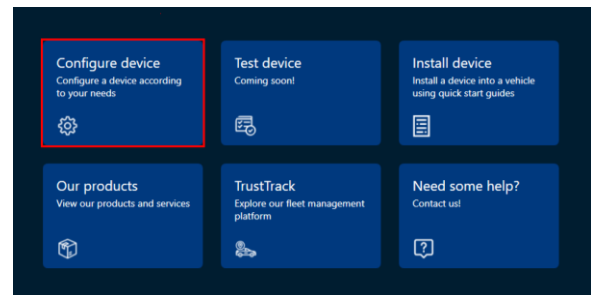 Configure device
Configure a device according
to your needs
Test device
Coming soon!
Install device
Install a device into a vehicle
using quick start guides
Our products
View our products and services
TrustTrack
Explore our fleet management
platform
Need some help?
Contact us!